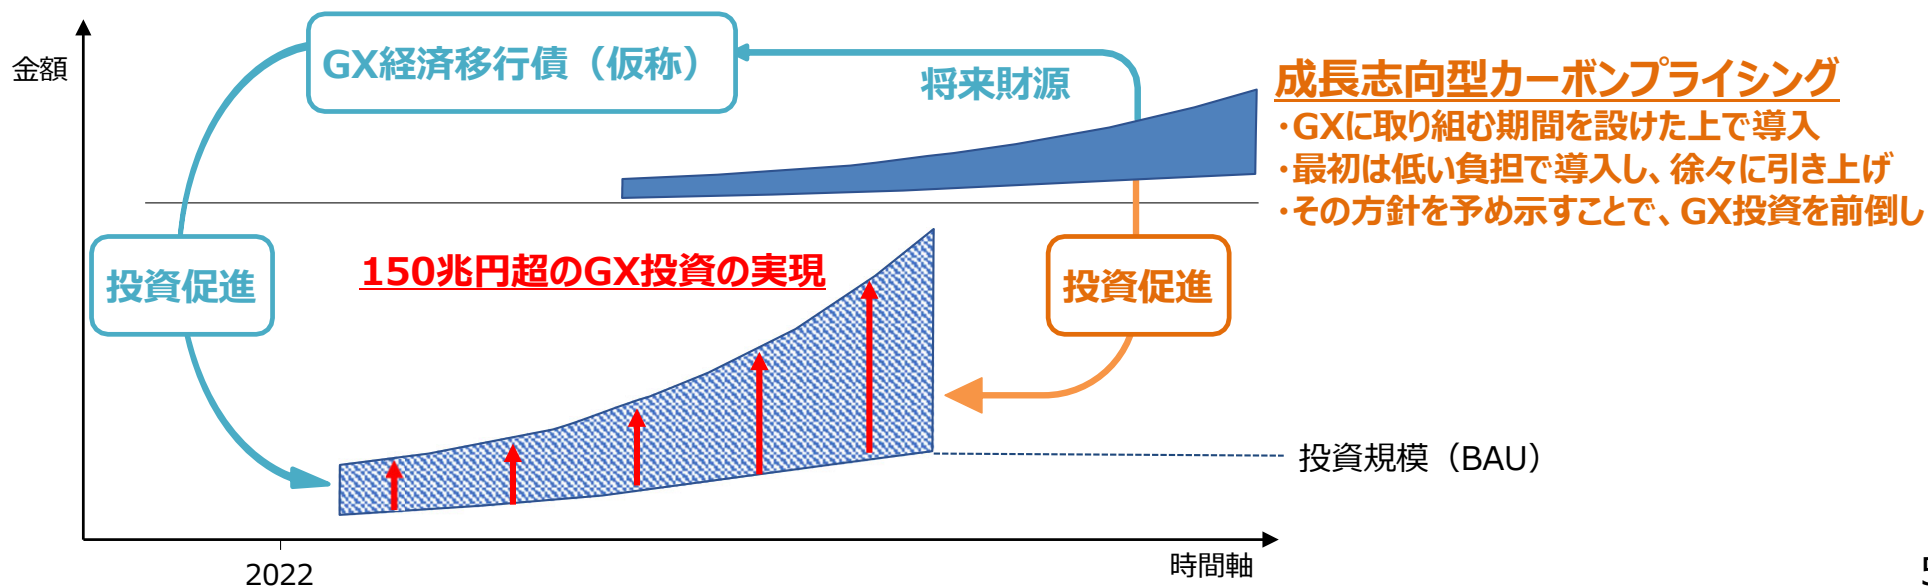 金額
GX経済移行債（仮称）
将来財源
成長志向型カーボンプライシング
・GXに取り組む期間を設けた上で導入
・最初は低い負担で導入し、徐々に引き上げ
・その方針を予め示すことで、GX投資を前倒し
投資促進
150兆円超のGX投資の実現
投資促進
投資規模（BAU）
時間軸
2022